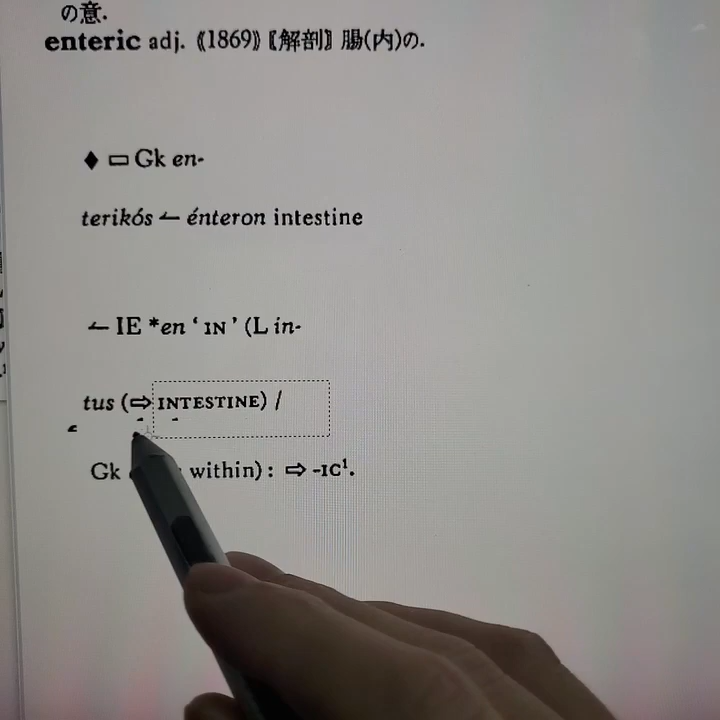 の意.
enteric adj. 《1869》〖解剖〗腸(内)の.
♦ ▭ Gk en-
terikós ← énteron intestine
← IE *en ‘IN’ (L in-
tus (⇨ INTESTINE) /
Gk within): ⇨ -IC¹.